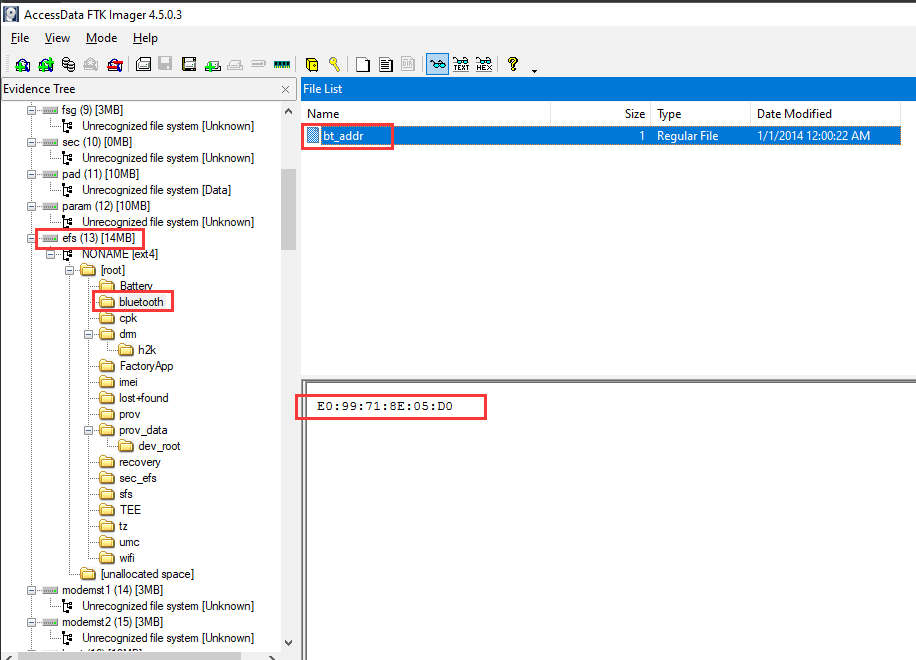 AccessData FTK Imager 4.5.0.3
File View Mode Help
TEXT HEX
Evidence Tree
fsg (9) [3MB]
Unrecognized file system [Unknown]
sec (10) [0MB]
Unrecognized file system [Unknown]
pad (11) [10MB]
Unrecognized file system [Data]
param (12) [10MB]
Unrecognized file system [Unknown]
efs (13) [14MB]
NONAME [ext4]
[root]
Battery
bluetooth
cpk
drm
h2k
FactoryApp
imei
lost+found
prov
prov_data
dev_root
recovery
sec_efs
sfs
TEE
tz
umc
wifi
[unallocated space]
modemst1 (14) [3MB]
Unrecognized file system [Unknown]
modemst2 (15) [3MB]
Unrecognized file system [Unknown]
File List
Name Size Type Date Modified
bt_addr 1 Regular File 1/1/2014 12:00:22 AM
E0:99:71:8E:05:D0